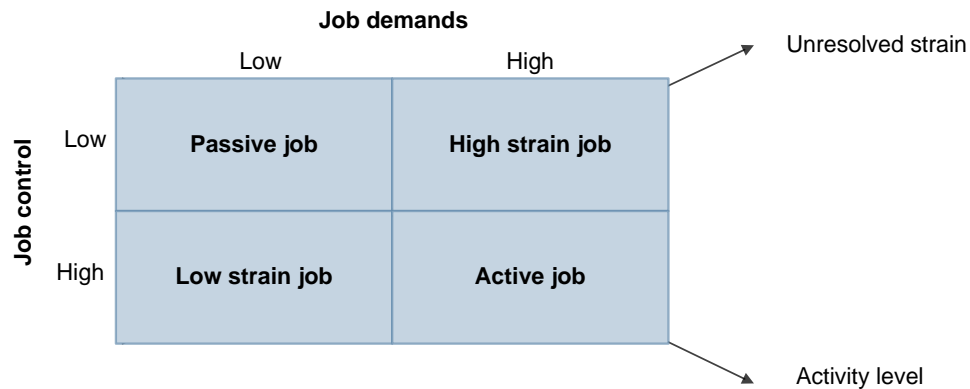 Job demands
Unresolved strain
Low
High
Job control
Low
Passive job
High strain job
High
Low strain job
Active job
Activity level